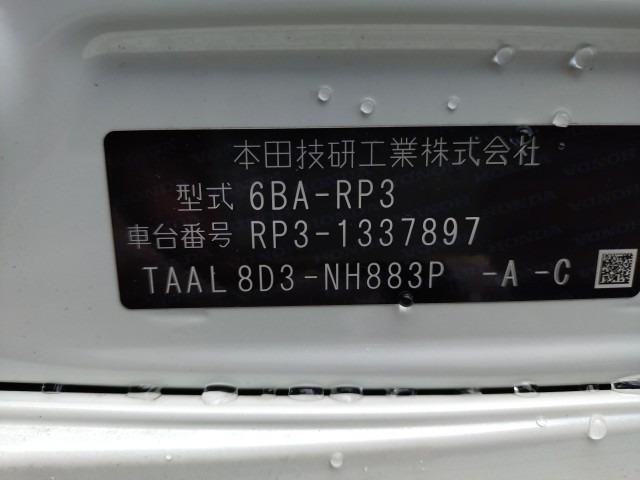 本田技研工業株式会社
型式 6BA-RP3
車台番号 RP3-1337897
TAAL 8D3-NH883P -A -C